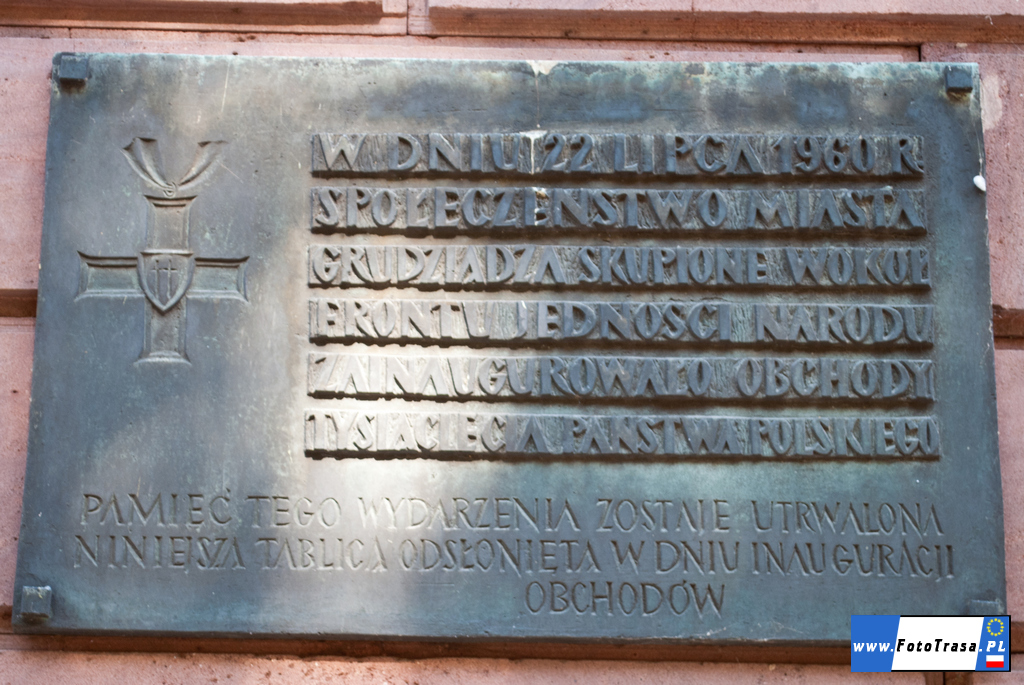 W DNIU 22 LIPCA 1960 R.
SPOŁECZEŃSTWO MIASTA
GRUDZIĄDZA SKUPIONE WOKÓŁ
FRONTU JEDNOŚCI NARODU
ZAINAUGUROWAŁO OBCHODY
TYSIĄCLECIA PAŃSTWA POLSKIEGO
PAMIĘĆ TEGO WYDARZENIA ZOSTAJE UTRWALONA
NINIEJSZĄ TABLICĄ ODSŁONIĘTĄ W DNIU INAUGURACJI
OBCHODÓW
www.FotoTrasa.PL